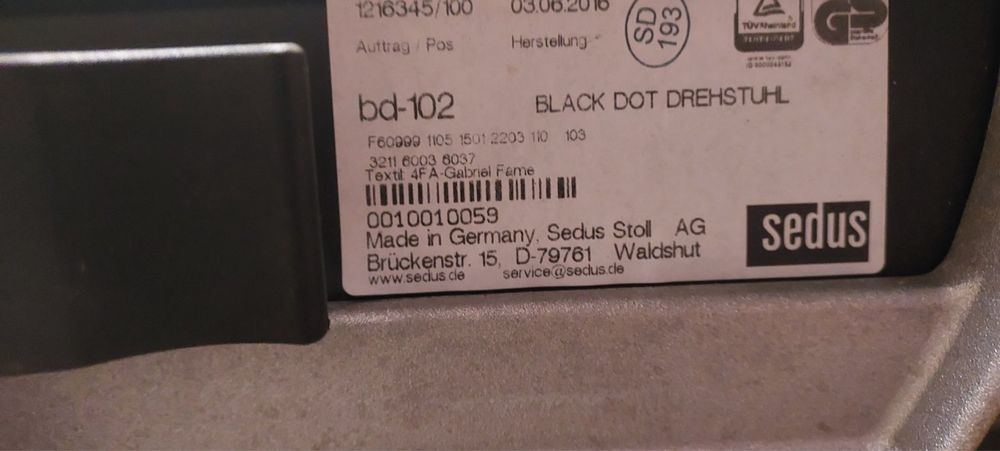 1216345/100 03.06.2016
Auftrag / Pos Herstellung
SD
193
TÜVRheinland
bd-102 BLACK DOT DREHSTUHL
F60999 1105 1501 2203 110 103
3211 6003 6037
Textil: 4FA-Gabriel Fame
0010010059
Made in Germany, Sedus Stoll AG
Brückenstr. 15, D-79761 Waldshut
www.sedus.de service@sedus.de
sedus